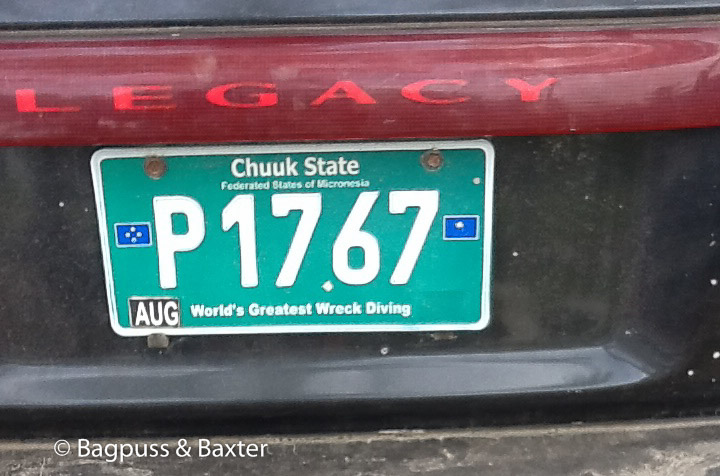 LEGACY
Chuuk State
Federated States of Micronesia
P1767
AUG World's Greatest Wreck Diving
© Bagpuss & Baxter